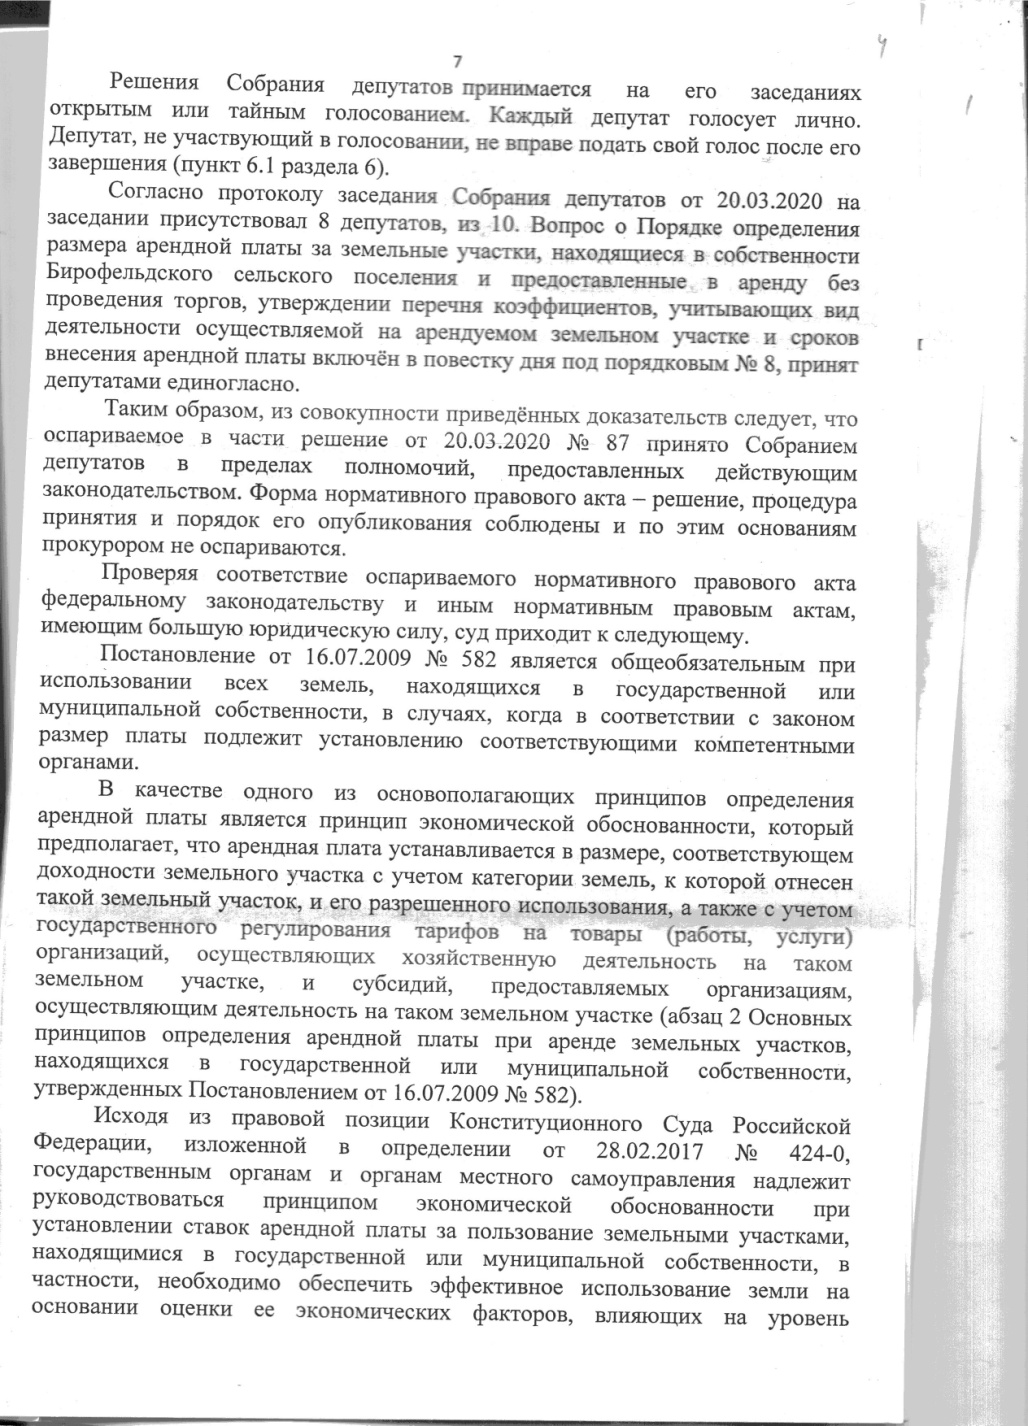 7
4
Решения Собрания депутатов принимается на его заседаниях
открытым или тайным голосованием. Каждый депутат голосует лично.
Депутат, не участвующий в голосовании, не вправе подать свой голос после его
завершения (пункт 6.1 раздела 6).
Согласно протоколу заседания Собрания депутатов от 20.03.2020 на
заседании присутствовал 8 депутатов, из 10. Вопрос о Порядке определения
размера арендной платы за земельные участки, находящиеся в собственности
Бирофельдского сельского поселения и предоставленные в аренду без
проведения торгов, утверждении перечня коэффициентов, учитывающих вид
деятельности осуществляемой на арендуемом земельном участке и сроков
внесения арендной платы включён в повестку дня под порядковым № 8, принят
депутатами единогласно.
Таким образом, из совокупности приведённых доказательств следует, что
оспариваемое в части решение от 20.03.2020 № 87 принято Собранием
депутатов в пределах полномочий, предоставленных действующим
законодательством. Форма нормативного правового акта – решение, процедура
принятия и порядок его опубликования соблюдены и по этим основаниям
прокурором не оспариваются.
Проверяя соответствие оспариваемого нормативного правового акта
федеральному законодательству и иным нормативным правовым актам,
имеющим большую юридическую силу, суд приходит к следующему.
Постановление от 16.07.2009 № 582 является общеобязательным при
использовании всех земель, находящихся в государственной или
муниципальной собственности, в случаях, когда в соответствии с законом
размер платы подлежит установлению соответствующими компетентными
органами.
В качестве одного из основополагающих принципов определения
арендной платы является принцип экономической обоснованности, который
предполагает, что арендная плата устанавливается в размере, соответствующем
доходности земельного участка с учетом категории земель, к которой отнесен
такой земельный участок, и его разрешенного использования, а также с учетом
государственного регулирования тарифов на товары (работы, услуги)
организаций, осуществляющих хозяйственную деятельность на таком
земельном участке, и субсидий, предоставляемых организациям,
осуществляющим деятельность на таком земельном участке (абзац 2 Основных
принципов определения арендной платы при аренде земельных участков,
находящихся в государственной или муниципальной собственности,
утвержденных Постановлением от 16.07.2009 № 582).
Исходя из правовой позиции Конституционного Суда Российской
Федерации, изложенной в определении от 28.02.2017 № 424-0,
государственным органам и органам местного самоуправления надлежит
руководствоваться принципом экономической обоснованности при
установлении ставок арендной платы за пользование земельными участками,
находящимися в государственной или муниципальной собственности, в
частности, необходимо обеспечить эффективное использование земли на
основании оценки ее экономических факторов, влияющих на уровень